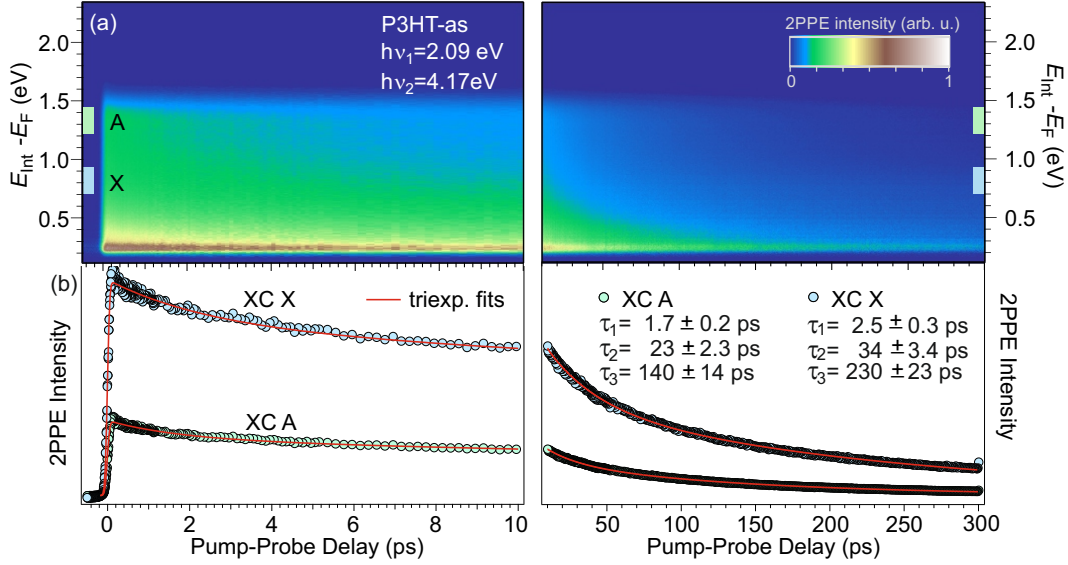 (a)
P3HT-as
hν₁=2.09 eV
hν₂=4.17eV
2PPE intensity (arb. u.)
0 1
E_Int -E_F (eV)
2.0
1.5
1.0
0.5
A
X
2.0
1.5
1.0
0.5
E_Int -E_F (eV)
(b)
XC X
triexp. fits
XC A
2PPE Intensity
XC A
τ₁= 1.7 ± 0.2 ps
τ₂= 23 ± 2.3 ps
τ₃= 140 ± 14 ps
XC X
τ₁= 2.5 ± 0.3 ps
τ₂= 34 ± 3.4 ps
τ₃= 230 ± 23 ps
2PPE Intensity
0 2 4 6 8 10
Pump-Probe Delay (ps)
50 100 150 200 250 300
Pump-Probe Delay (ps)